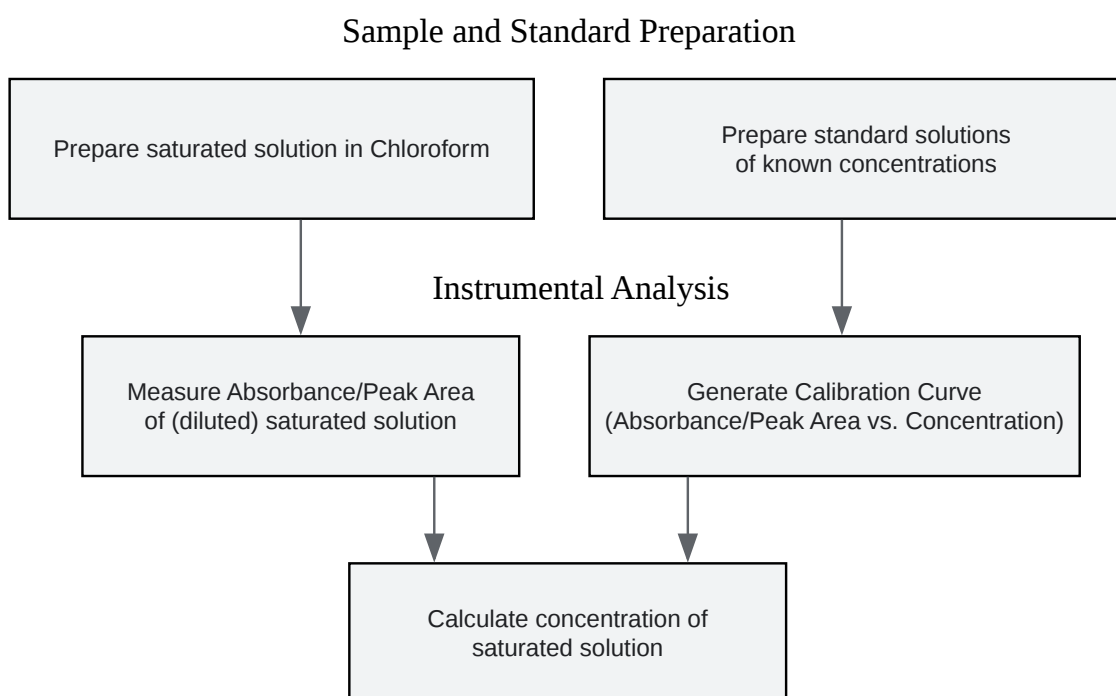 Sample and Standard Preparation
Prepare saturated solution in Chloroform
Prepare standard solutions
of known concentrations
Instrumental Analysis
Measure Absorbance/Peak Area
of (diluted) saturated solution
Generate Calibration Curve
(Absorbance/Peak Area vs. Concentration)
Calculate concentration of
saturated solution